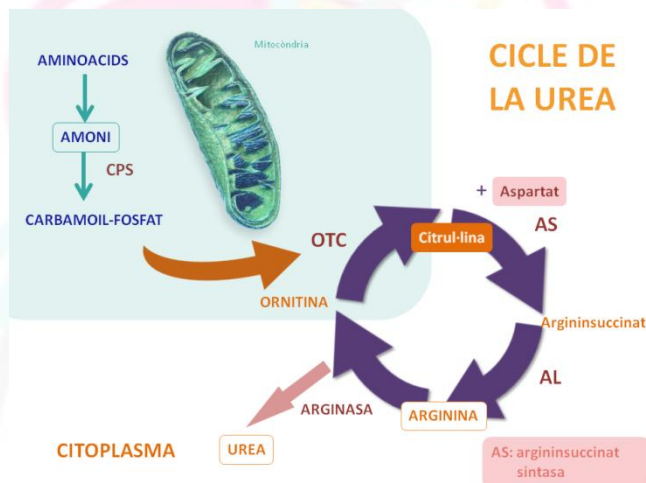 Mitocòndria
CICLE DE
LA UREA
AMINOACIDS
AMONI
CPS
CARBAMOIL-FOSFAT
+ Aspartat
OTC
Citrul·lina
AS
ORNITINA
Argininsuccinat
AL
ARGINASA
ARGININA
CITOPLASMA
UREA
AS: argininsuccinat
sintasa